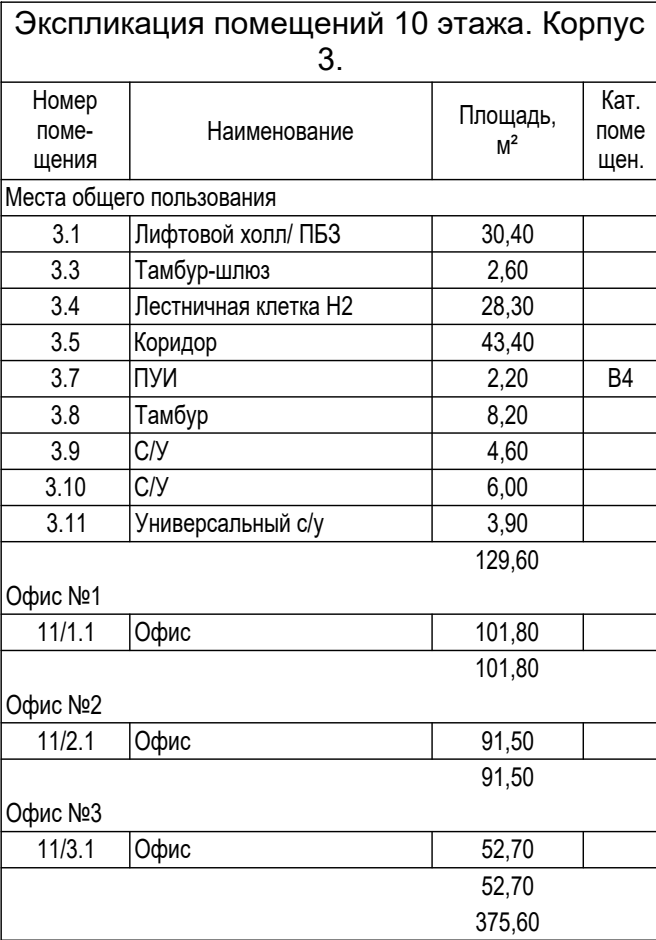 Экспликация помещений 10 этажа. Корпус
3.
Номер поме-щения Наименование Площадь, м² Кат. поме щен.
Места общего пользования
3.1 Лифтовой холл/ ПБЗ 30,40
3.3 Тамбур-шлюз 2,60
3.4 Лестничная клетка Н2 28,30
3.5 Коридор 43,40
3.7 ПУИ 2,20 В4
3.8 Тамбур 8,20
3.9 С/У 4,60
3.10 С/У 6,00
3.11 Универсальный с/у 3,90
129,60
Офис №1
11/1.1 Офис 101,80
101,80
Офис №2
11/2.1 Офис 91,50
91,50
Офис №3
11/3.1 Офис 52,70
52,70
375,60